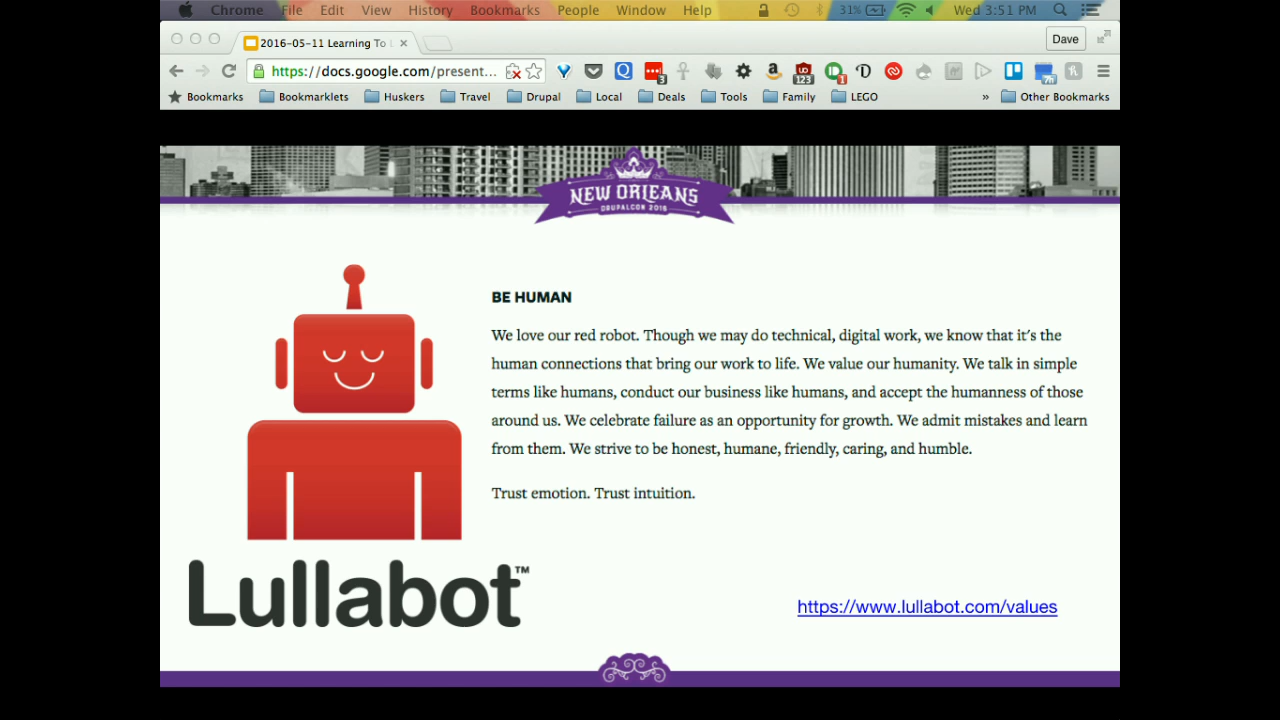 Chrome File Edit View History Bookmarks People Window Help 31% Wed 3:51 PM
2016-05-11 Learning To Dave
https://docs.google.com/present... 3 123 1 7h
Bookmarks Bookmarklets Huskers Travel Drupal Local Deals Tools Family LEGO » Other Bookmarks
NEW ORLEANS
DRUPALCON 2016
BE HUMAN
We love our red robot. Though we may do technical, digital work, we know that it's the
human connections that bring our work to life. We value our humanity. We talk in simple
terms like humans, conduct our business like humans, and accept the humanness of those
around us. We celebrate failure as an opportunity for growth. We admit mistakes and learn
from them. We strive to be honest, humane, friendly, caring, and humble.
Trust emotion. Trust intuition.
Lullabot™
https://www.lullabot.com/values